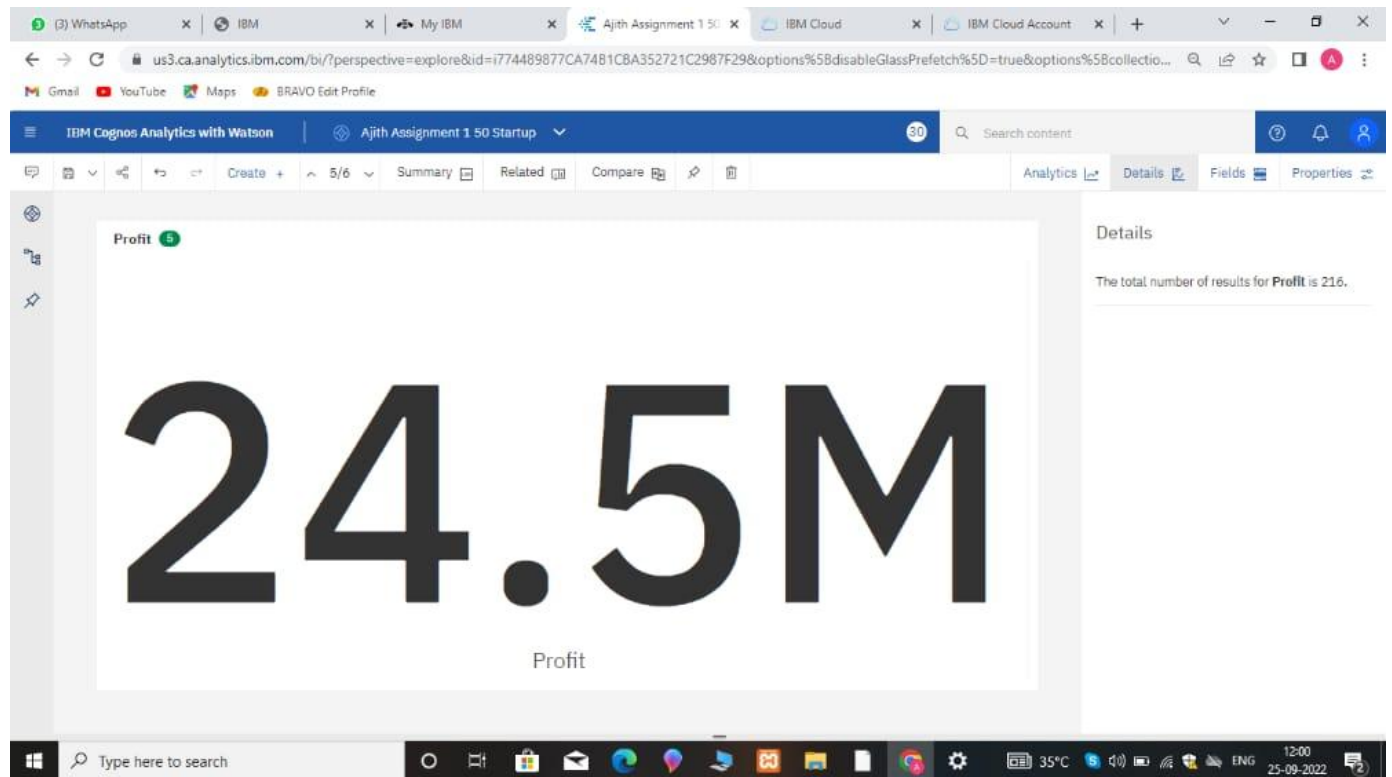 (3) WhatsApp
IBM
My IBM
Ajith Assignment 1 50
IBM Cloud
IBM Cloud Account
us3.ca.analytics.ibm.com/bi/?perspective=explore&id=i774489877CA74B1CBA352721C2987F29&options%5BdisableGlassPrefetch%5D=true&options%5Bcollectio...
A
Gmail
YouTube
Maps
BRAVO Edit Profile
IBM Cognos Analytics with Watson
Ajith Assignment 1 50 Startup
30
Search content
Create +
5/6
Summary
Related
Compare
Analytics
Details
Fields
Properties
Profit 5
24.5M
Profit
Details
The total number of results for Profit is 216.
Type here to search
35°C
ENG
12:00
25-09-2022
2